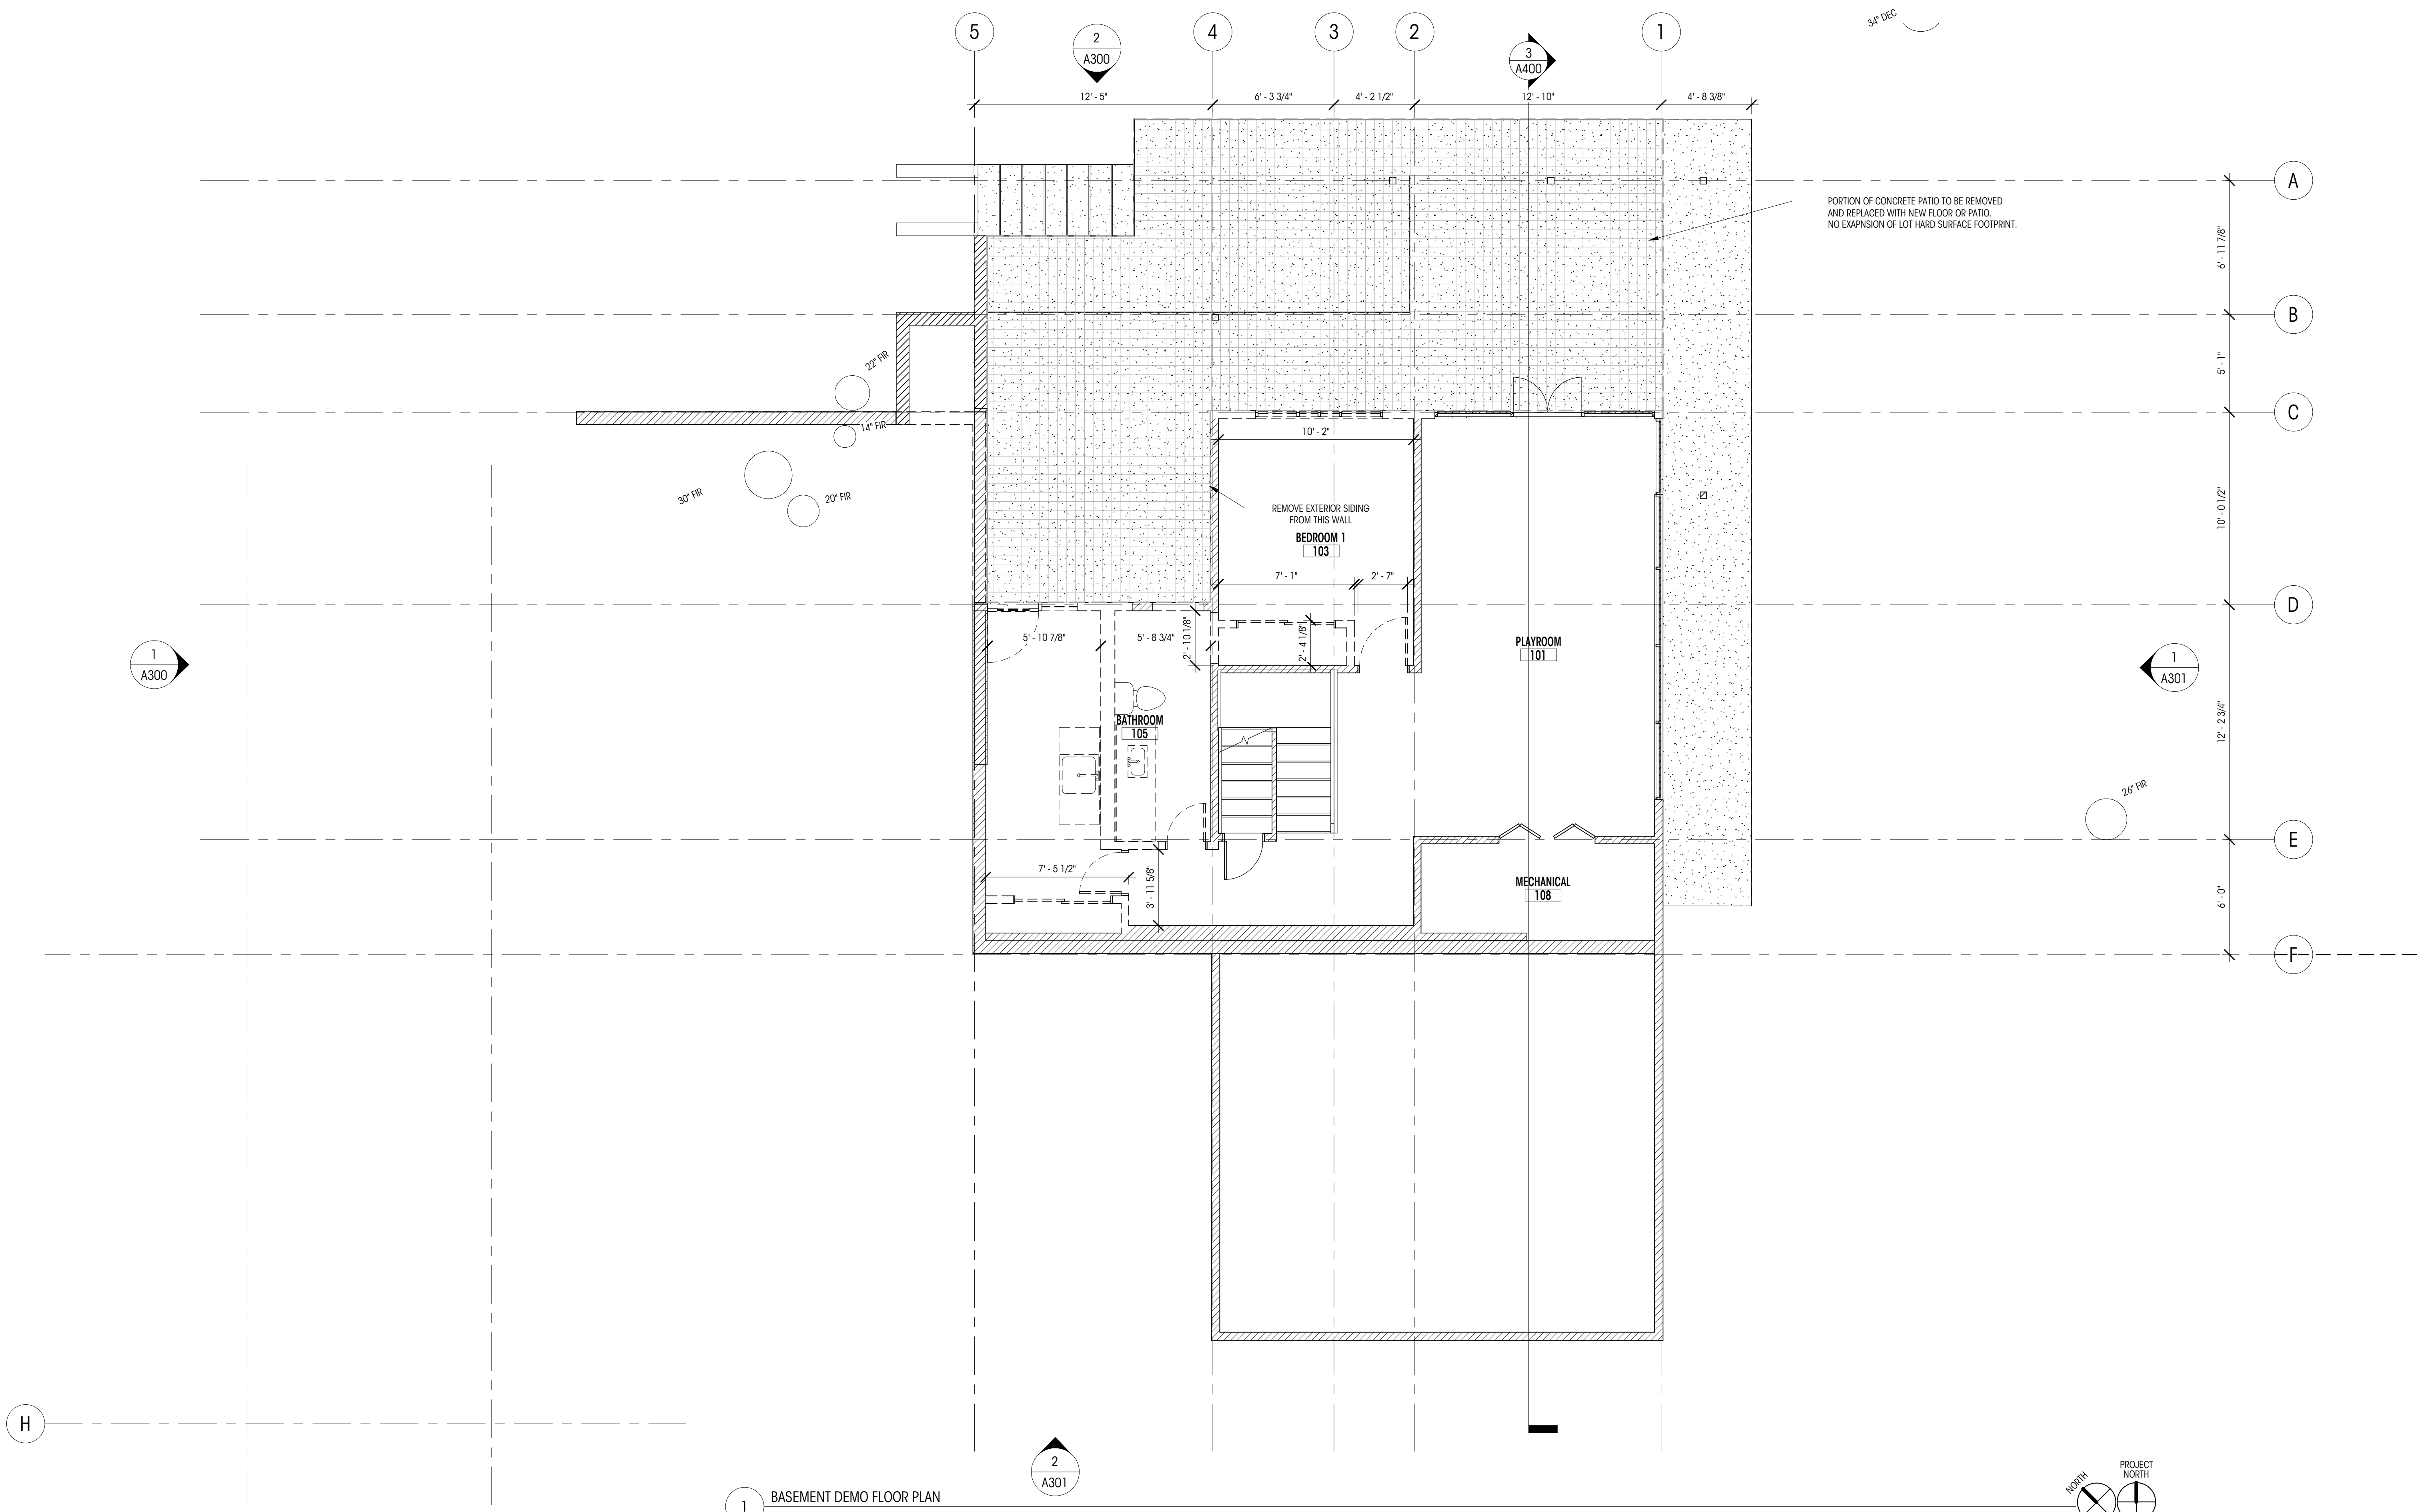 34" DEC
5
4
3
2
1
2
A300
3
A400
12' - 5"
6' - 3 3/4"
4' - 2 1/2"
12' - 10"
4' - 8 3/8"
A
PORTION OF CONCRETE PATIO TO BE REMOVED
AND REPLACED WITH NEW FLOOR OR PATIO.
NO EXAPNSION OF LOT HARD SURFACE FOOTPRINT.
6' - 11 7/8"
B
22" FIR
5' - 1"
C
14" FIR
10' - 2"
30" FIR
20" FIR
REMOVE EXTERIOR SIDING
FROM THIS WALL
10' - 0 1/2"
BEDROOM 1
103
7' - 1"
2' - 7"
D
5' - 10 7/8"
5' - 8 3/4"
2' - 10 1/8"
2' - 4 1/8"
PLAYROOM
101
1
A300
1
A301
BATHROOM
105
12' - 2 3/4"
26" FIR
E
7' - 5 1/2"
3' - 11 5/8"
MECHANICAL
108
6' - 0"
F
H
2
A301
PROJECT
NORTH
NORTH
1
BASEMENT DEMO FLOOR PLAN